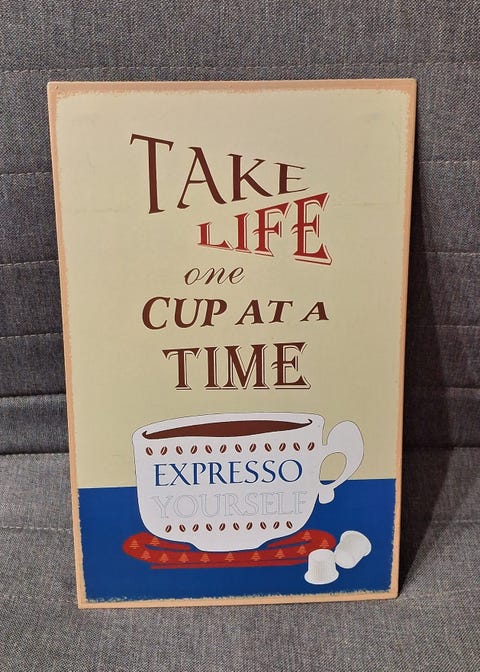 TAKE
LIFE
one
CUP AT A
TIME
EXPRESSO
YOURSELF